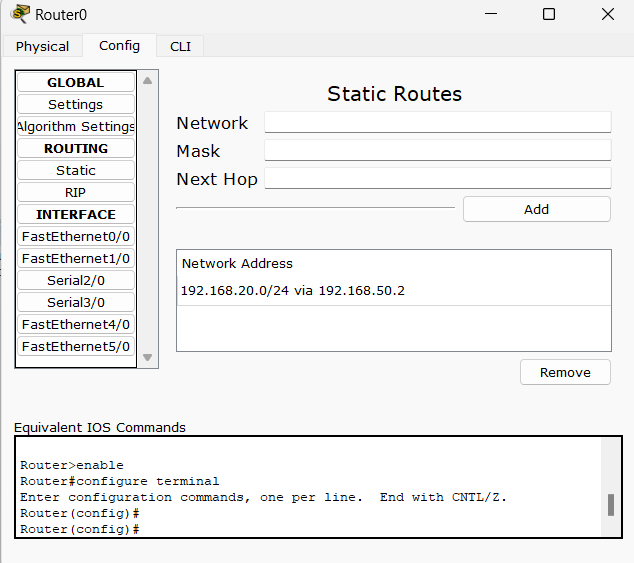 Router0
Physical Config CLI
GLOBAL
Settings
Algorithm Settings
ROUTING
Static
RIP
INTERFACE
FastEthernet0/0
FastEthernet1/0
Serial2/0
Serial3/0
FastEthernet4/0
FastEthernet5/0
Static Routes
Network
Mask
Next Hop
Add
Network Address
192.168.20.0/24 via 192.168.50.2
Remove
Equivalent IOS Commands
Router>enable
Router#configure terminal
Enter configuration commands, one per line.  End with CNTL/Z.
Router(config)#
Router(config)#